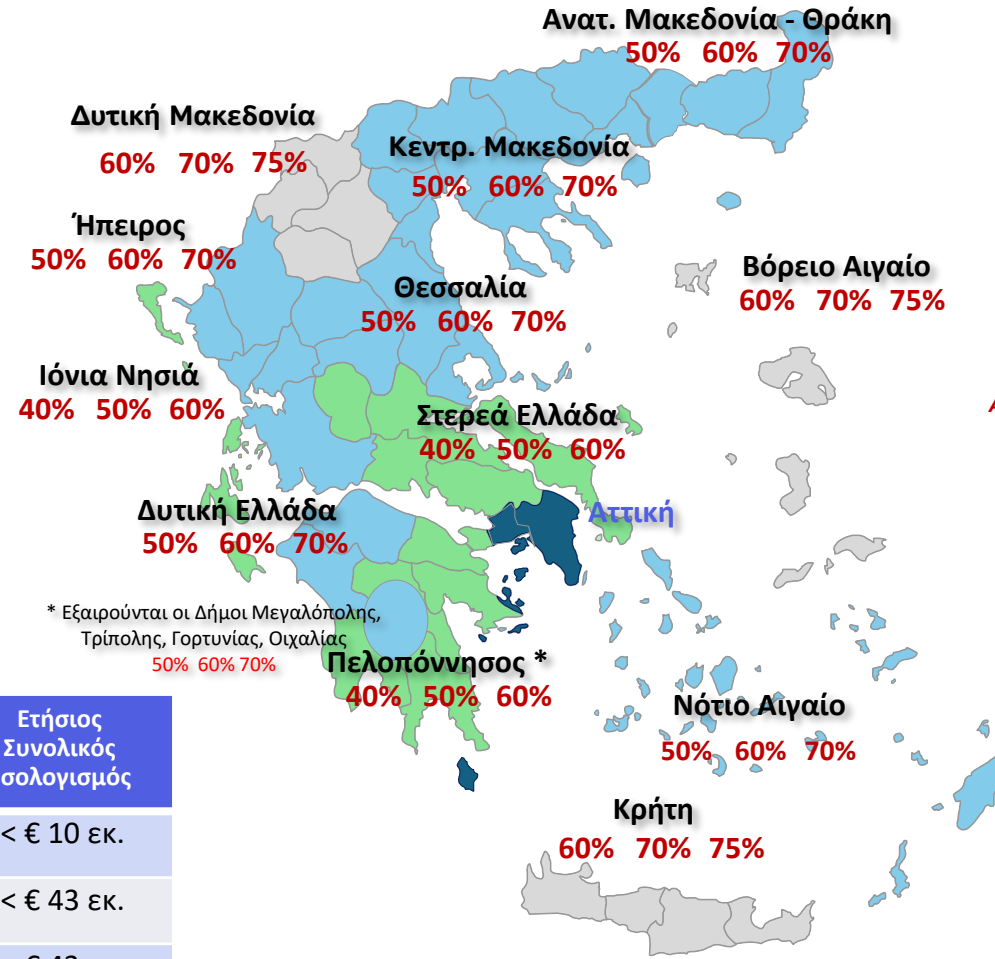 Ανατ. Μακεδονία - Θράκη
50% 60% 70%
Δυτική Μακεδονία
60% 70% 75%
Κεντρ. Μακεδονία
50% 60% 70%
Ήπειρος
50% 60% 70%
Βόρειο Αιγαίο
60% 70% 75%
Θεσσαλία
50% 60% 70%
Ιόνια Νησιά
40% 50% 60%
Στερεά Ελλάδα
40% 50% 60%
Δυτική Ελλάδα
50% 60% 70%
Αττική
* Εξαιρούνται οι Δήμοι Μεγαλόπολης,
Τρίπολης, Γορτυνίας, Οιχαλίας
50% 60% 70%
Πελοπόννησος *
40% 50% 60%
Νότιο Αιγαίο
50% 60% 70%
Κρήτη
60% 70% 75%
Ετήσιος
Συνολικός
σολογισμός
< € 10 εκ.
< € 43 εκ.